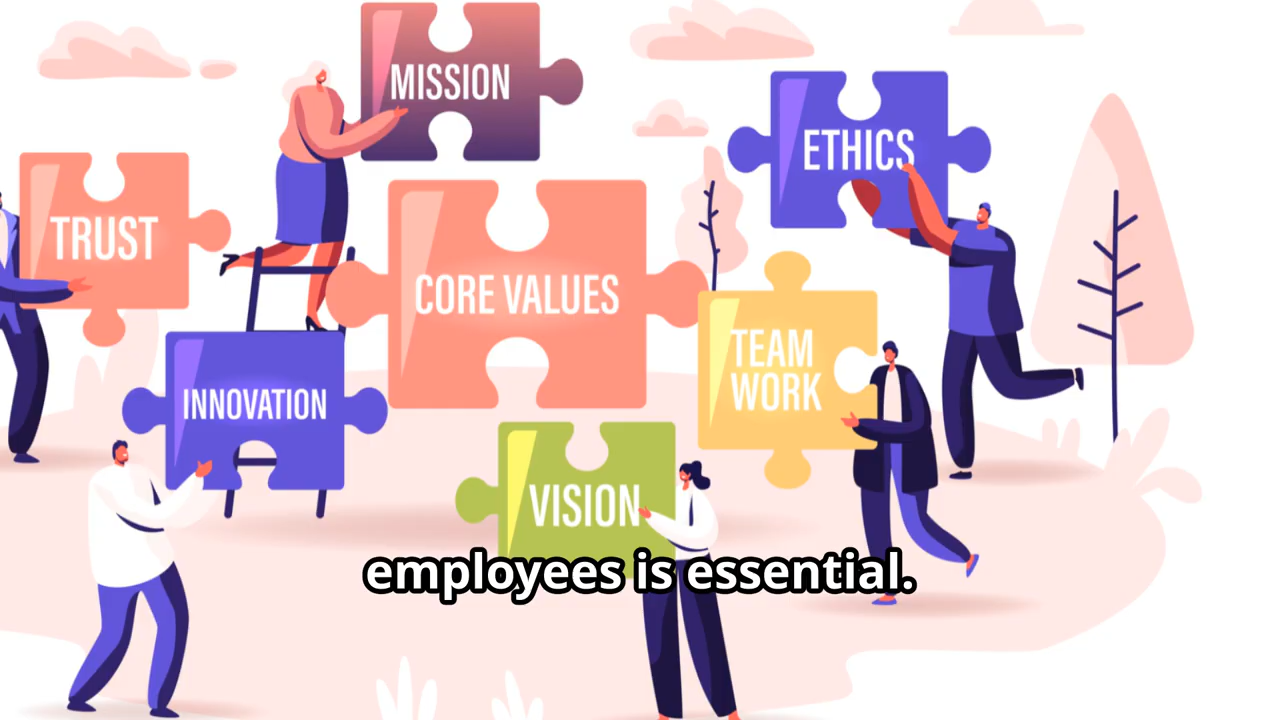 MISSION
ETHICS
TRUST
CORE VALUES
TEAM
WORK
INNOVATION
VISION
employees is essential.